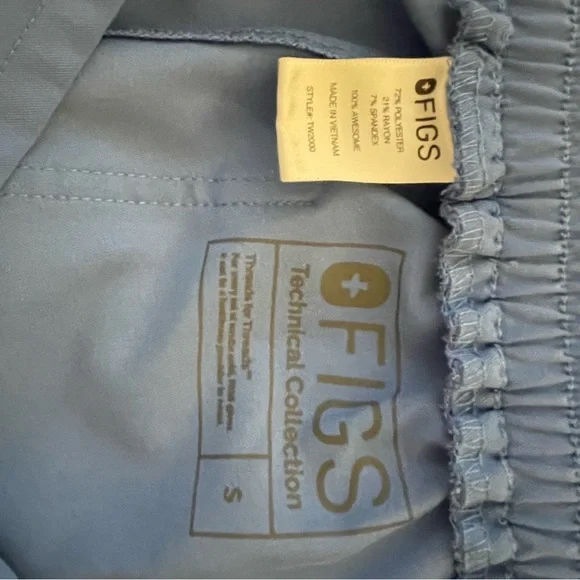 FIGS
72% POLYESTER
21% RAYON
7% SPANDEX
100% AWESOME
MADE IN VIETNAM
STYLE#: TW2000
FIGS
Technical Collection
Threads for Threads™
S